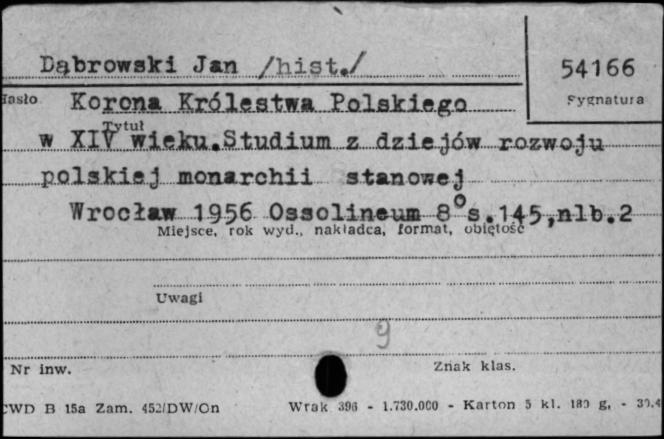 Dąbrowski Jan /hist./
54166
Hasło
Sygnatura
Korona Królestwa Polskiego
Tytuł
w XIV wieku.Studium z dziejów rozwoju
polskiej monarchii stanowej
Wrocław 1956 Ossolineum 8° s.145,nlb.2
Miejsce, rok wyd., nakładca, format, objętość
Uwagi
9
Nr inw.
Znak klas.
CWD B 15a Zam. 452/DW/On
Wrak 396 - 1.730.000 - Karton 5 kl. 180 g. - 30.4